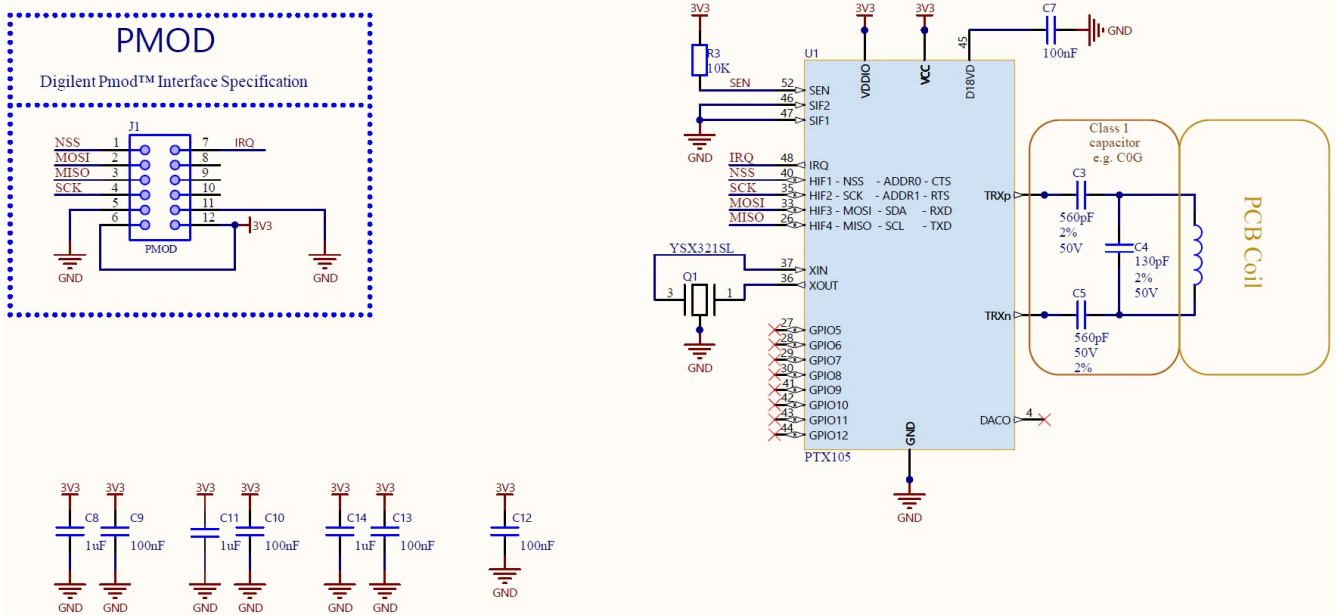 PMOD
Digilent Pmod™ Interface Specification
J1
NSS 1 7 IRQ
MOSI 2 8
MISO 3 9
SCK 4 10
5 11
6 12
3V3
PMOD
GND
GND
3V3 3V3 3V3
C7
GND
100nF
R3
10K
U1
VDDIO
VCC
45
D18VD
SEN 52 SEN
46 SIF2
47 SIF1
GND
IRQ 48 IRQ
NSS 40 HIF1 - NSS - ADDR0 - CTS
SCK 35 HIF2 - SCK - ADDR1 - RTS
MOSI 33 HIF3 - MOSI - SDA - RXD
MISO 26 HIF4 - MISO - SCL - TXD
YSX321SL
37 XIN
36 XOUT
Q1
3 1
GND
27 GPIO5
28 GPIO6
29 GPIO7
30 GPIO8
41 GPIO9
42 GPIO10
43 GPIO11
44 GPIO12
PTX105
GND
GND
TRXp
TRXn
DACO 4
Class 1
capacitor
e.g. C0G
C3
560pF
2%
50V
C4
130pF
2%
50V
C5
560pF
50V
2%
PCB Coil
3V3 3V3 3V3 3V3 3V3 3V3 3V3
C8 C9 C11 C10 C14 C13 C12
1uF 100nF 1uF 100nF 1uF 100nF 100nF
GND GND GND GND GND GND GND